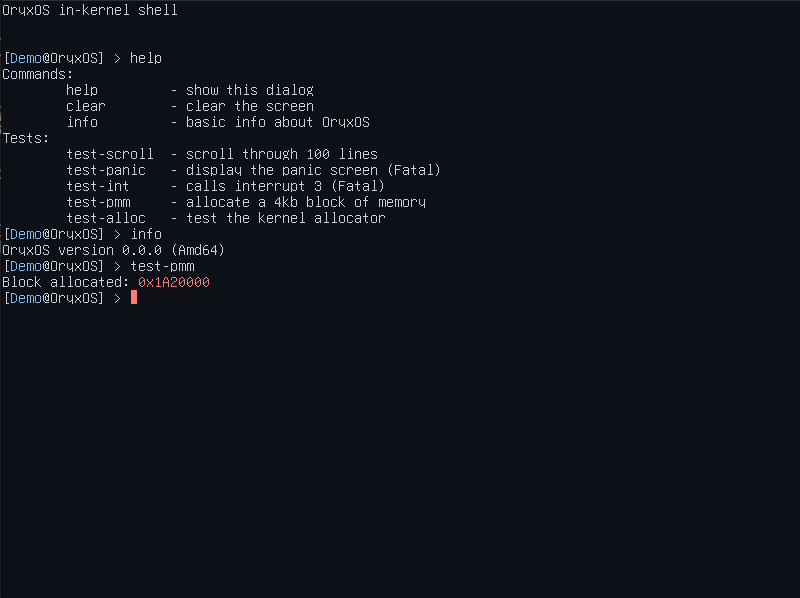 OryxOS in-kernel shell
[Demo@OryxOS] > help
Commands:
help - show this dialog
clear - clear the screen
info - basic info about OryxOS
Tests:
test-scroll - scroll through 100 lines
test-panic - display the panic screen (Fatal)
test-int - calls interrupt 3 (Fatal)
test-pmm - allocate a 4kb block of memory
test-alloc - test the kernel allocator
[Demo@OryxOS] > info
OryxOS version 0.0.0 (Amd64)
[Demo@OryxOS] > test-pmm
Block allocated: 0x1A20000
[Demo@OryxOS] >